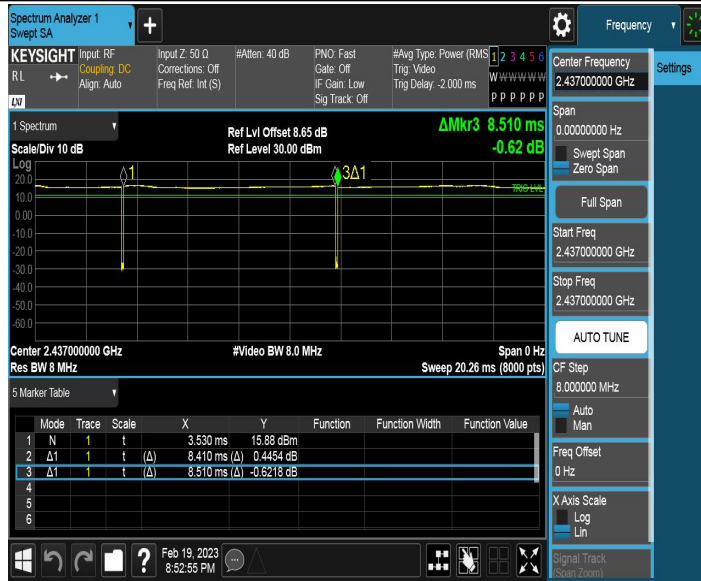 Spectrum Analyzer 1
Swept SA
Frequency
KEYSIGHT
RL
LXI
Input: RF
Coupling: DC
Align: Auto
Input Z: 50 Ω
Corrections: Off
Freq Ref: Int (S)
#Atten: 40 dB
PNO: Fast
Gate: Off
IF Gain: Low
Sig Track: Off
#Avg Type: Power (RMS
Trig: Video
Trig Delay: -2.000 ms
1 2 3 4 5 6
W W W W W W
P P P P P P
Center Frequency
2.437000000 GHz
Settings
Span
0.00000000 Hz
Swept Span
Zero Span
Full Span
Start Freq
2.437000000 GHz
Stop Freq
2.437000000 GHz
AUTO TUNE
CF Step
8.000000 MHz
Auto
Man
Freq Offset
0 Hz
X Axis Scale
Log
Lin
Signal Track
(Span Zoom)
1 Spectrum
Scale/Div 10 dB
Ref Lvl Offset 8.65 dB
Ref Level 30.00 dBm
ΔMkr3 8.510 ms
-0.62 dB
Log
20.0
10.0
0.00
-10.0
-20.0
-30.0
-40.0
-50.0
-60.0
1
3Δ1
TRIG LVL
Center 2.437000000 GHz
Res BW 8 MHz
#Video BW 8.0 MHz
Span 0 Hz
Sweep 20.26 ms (8000 pts)
5 Marker Table
Mode Trace Scale X Y Function Function Width Function Value
1 N 1 t 3.530 ms 15.88 dBm
2 Δ1 1 t (Δ) 8.410 ms (Δ) 0.4454 dB
3 Δ1 1 t (Δ) 8.510 ms (Δ) -0.6218 dB
4
5
6
?
Feb 19, 2023
8:52:55 PM